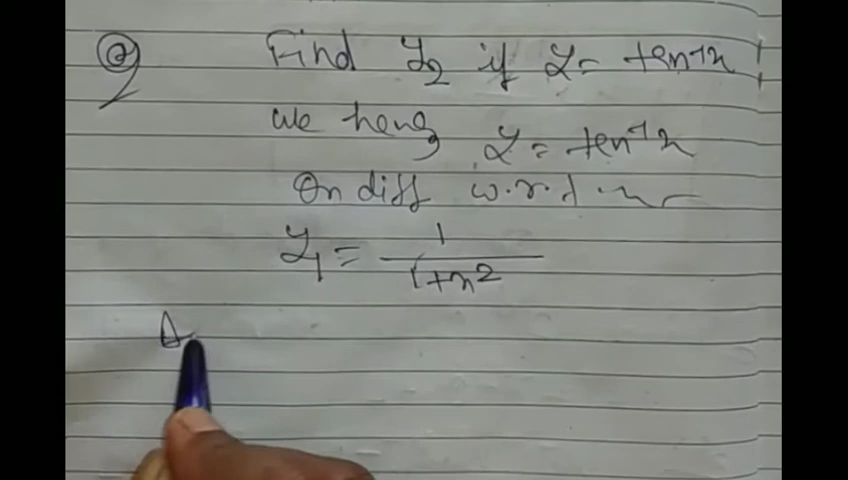 Q Find y₂ if y = tan⁻¹x
we have y = tan⁻¹x
On diff w.r.t. x
y₁ = 1/(1+x²)
A